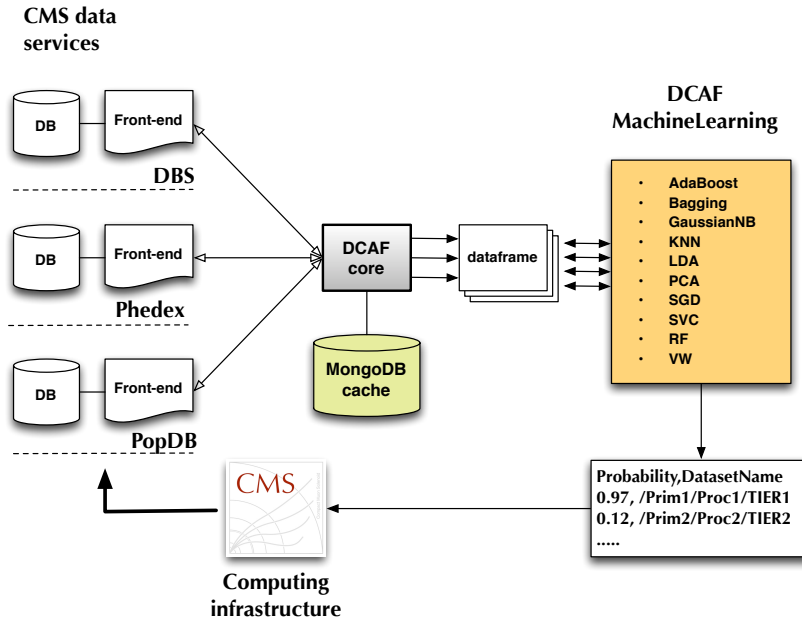 CMS data
services
DB
Front-end
DBS
DB
Front-end
Phedex
DB
Front-end
PopDB
DCAF
core
MongoDB
cache
dataframe
DCAF
MachineLearning
• AdaBoost
• Bagging
• GaussianNB
• KNN
• LDA
• PCA
• SGD
• SVC
• RF
• VW
Probability,DatasetName
0.97, /Prim1/Proc1/TIER1
0.12, /Prim2/Proc2/TIER2
.....
CMS
Computing
infrastructure